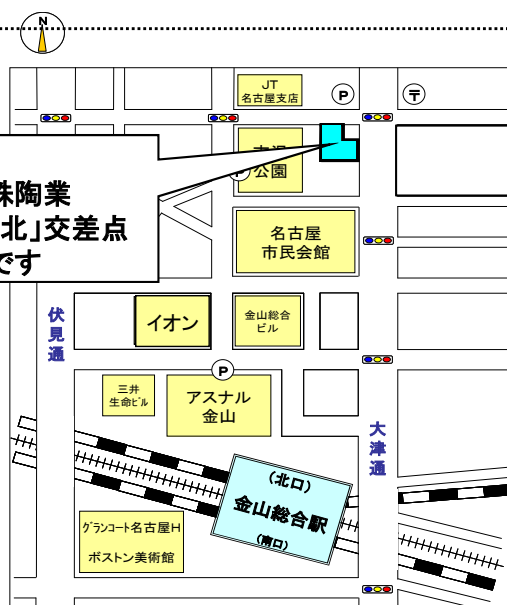 N
JT
名古屋支店
P
〒
殊陶業
北」交差点
です
公園
名古屋
市民会館
伏見通
イオン
金山総合
ビル
P
三井
生命ビル
アスナル
金山
大津通
(北口)
金山総合駅
(南口)
グランコート名古屋H
ボストン美術館